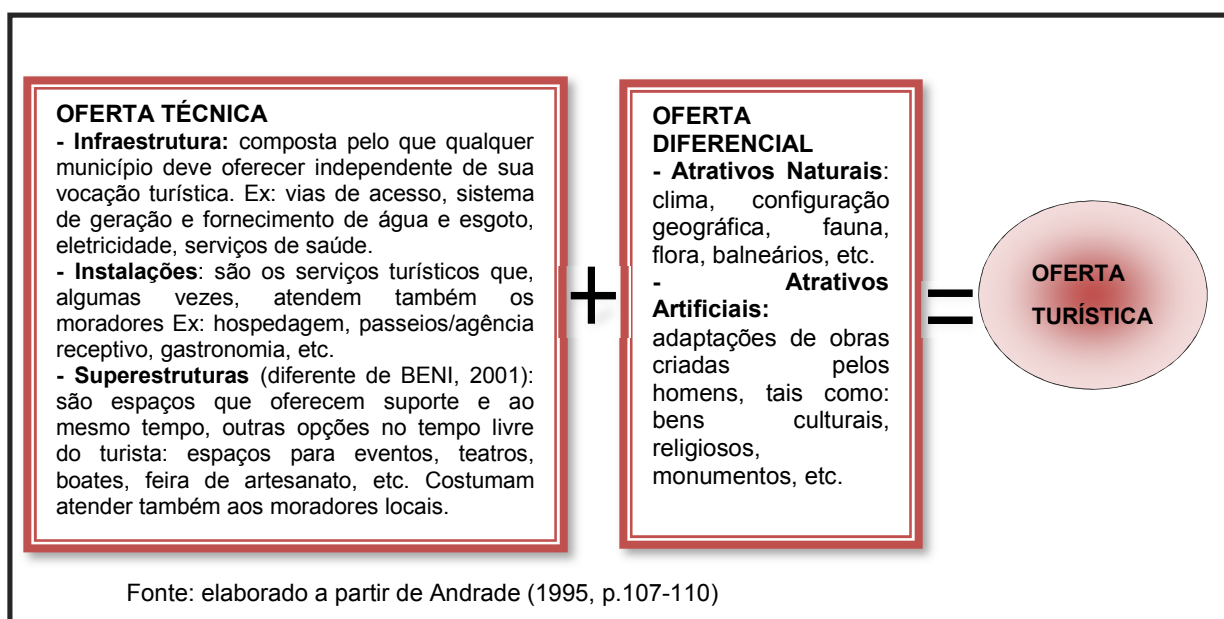 OFERTA TÉCNICA
- Infraestrutura: composta pelo que qualquer
município deve oferecer independente de sua
vocação turística. Ex: vias de acesso, sistema
de geração e fornecimento de água e esgoto,
eletricidade, serviços de saúde.
- Instalações: são os serviços turísticos que,
algumas vezes, atendem também os
moradores Ex: hospedagem, passeios/agência
receptivo, gastronomia, etc.
- Superestruturas (diferente de BENI, 2001):
são espaços que oferecem suporte e ao
mesmo tempo, outras opções no tempo livre
do turista: espaços para eventos, teatros,
boates, feira de artesanato, etc. Costumam
atender também aos moradores locais.
+
OFERTA
DIFERENCIAL
- Atrativos Naturais:
clima, configuração
geográfica, fauna,
flora, balneários, etc.
- Atrativos
Artificiais:
adaptações de obras
criadas pelos
homens, tais como:
bens culturais,
religiosos,
monumentos, etc.
=
OFERTA
TURÍSTICA
Fonte: elaborado a partir de Andrade (1995, p.107-110)